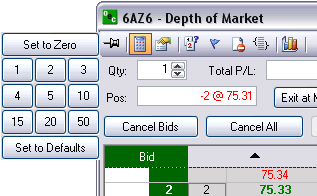 6AZ6 - Depth of Market
Set to Zero
1 2 3
4 5 10
15 20 50
Set to Defaults
Qty: 1 Total P/L:
Pos: -2 @ 75.31 Exit at M
Cancel Bids Cancel All
Bid
75.34
2 2 75.33